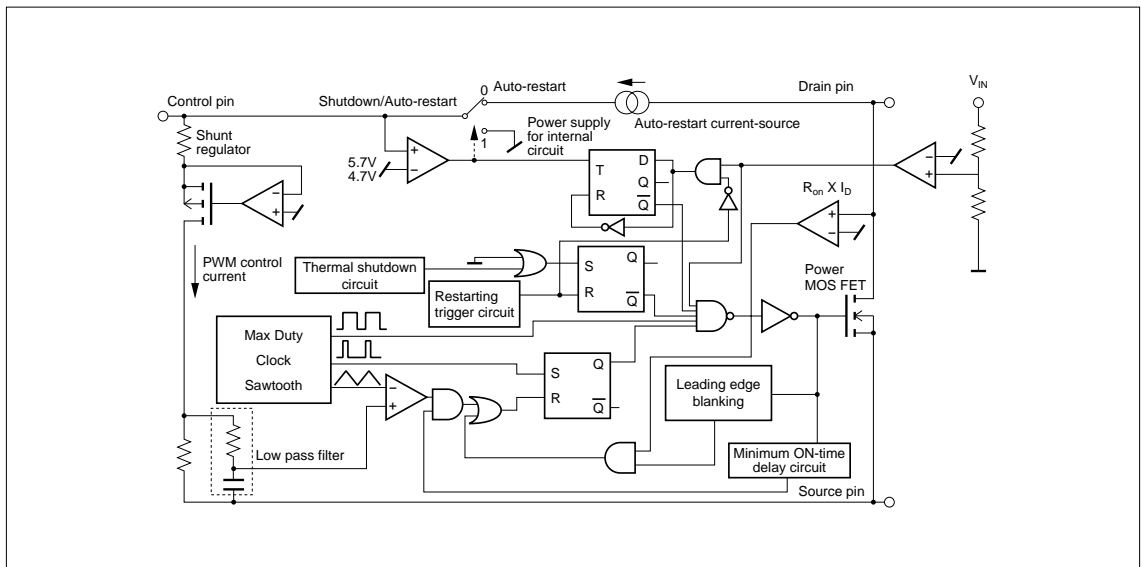 Control pin
Shunt
regulator
Shutdown/Auto-restart
0
Auto-restart
1
Power supply
for internal
circuit
Auto-restart current-source
Drain pin
V_IN
5.7V
4.7V
+
−
−
+
T
R
D
Q
Q̅
−
+
R_on X I_D
+
−
PWM control
current
Thermal shutdown
circuit
Restarting
trigger circuit
S
R
Q
Q̅
Power
MOS FET
Max Duty
Clock
Sawtooth
−
+
S
R
Q
Q̅
Leading edge
blanking
Low pass filter
Minimum ON-time
delay circuit
Source pin